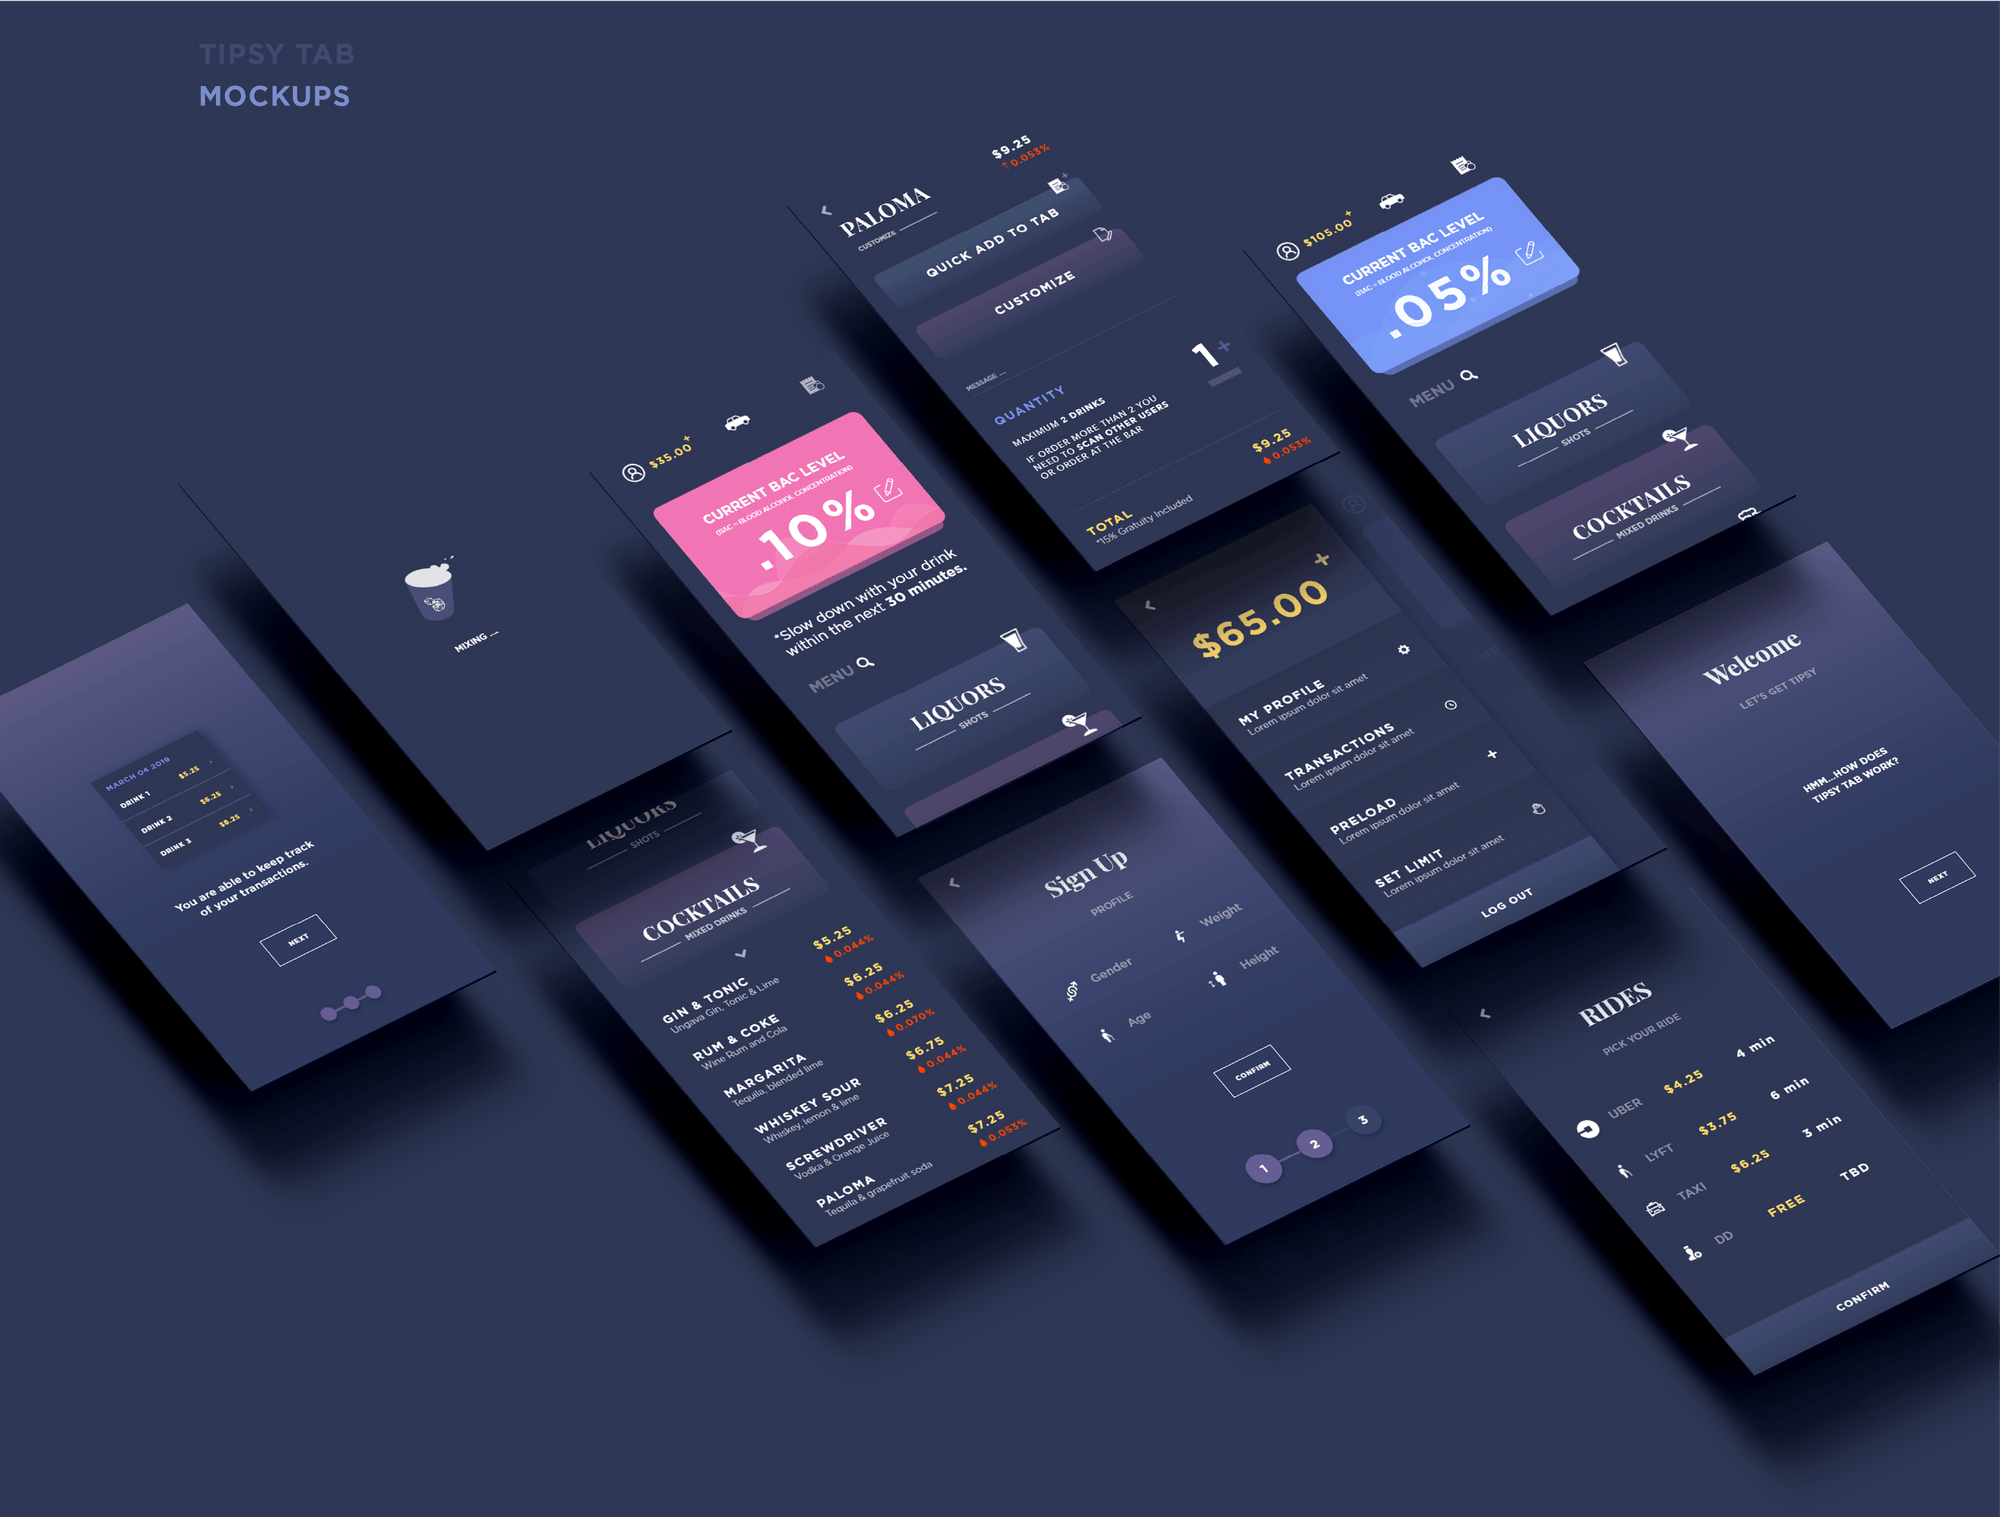 TIPSY TAB
MOCKUPS
MARCH 04 2019
DRINK 1 $5.25
DRINK 2 $6.25
DRINK 3 $8.25
You are able to keep track
of your transactions.
NEXT
MIXING ...
$35.00+
CURRENT BAC LEVEL
(BAC = BLOOD ALCOHOL CONCENTRATION)
.10%
*Slow down with your drink
within the next 30 minutes.
MENU
LIQUORS
SHOTS
PALOMA
CUSTOMIZE
$9.25
↑0.053%
QUICK ADD TO TAB
CUSTOMIZE
MESSAGE ...
QUANTITY
1+
MAXIMUM 2 DRINKS
IF ORDER MORE THAN 2 YOU
NEED TO SCAN OTHER USERS
OR ORDER AT THE BAR
TOTAL
*15% Gratuity Included
$9.25
0.053%
$105.00+
CURRENT BAC LEVEL
(BAC = BLOOD ALCOHOL CONCENTRATION)
.05%
MENU
LIQUORS
SHOTS
COCKTAILS
MIXED DRINKS
LIQUORS
SHOTS
COCKTAILS
MIXED DRINKS
GIN & TONIC $5.25
Ungava Gin, Tonic & Lime 0.044%
RUM & COKE $6.25
Wine Rum and Cola 0.044%
MARGARITA $6.25
Tequila, blended lime 0.070%
WHISKEY SOUR $6.75
Whiskey, lemon & lime 0.044%
SCREWDRIVER $7.25
Vodka & Orange Juice 0.044%
PALOMA $7.25
Tequila & grapefruit soda 0.053%
Sign Up
PROFILE
Gender Weight
Age Height
CONFIRM
1 2 3
$65.00+
MY PROFILE
Lorem ipsum dolor sit amet
TRANSACTIONS
Lorem ipsum dolor sit amet
PRELOAD
Lorem ipsum dolor sit amet
SET LIMIT
Lorem ipsum dolor sit amet
LOG OUT
Welcome
LET'S GET TIPSY
HMM...HOW DOES
TIPSY TAB WORK?
NEXT
RIDES
PICK YOUR RIDE
UBER $4.25 4 min
LYFT $3.75 6 min
TAXI $6.25 3 min
DD FREE TBD
CONFIRM